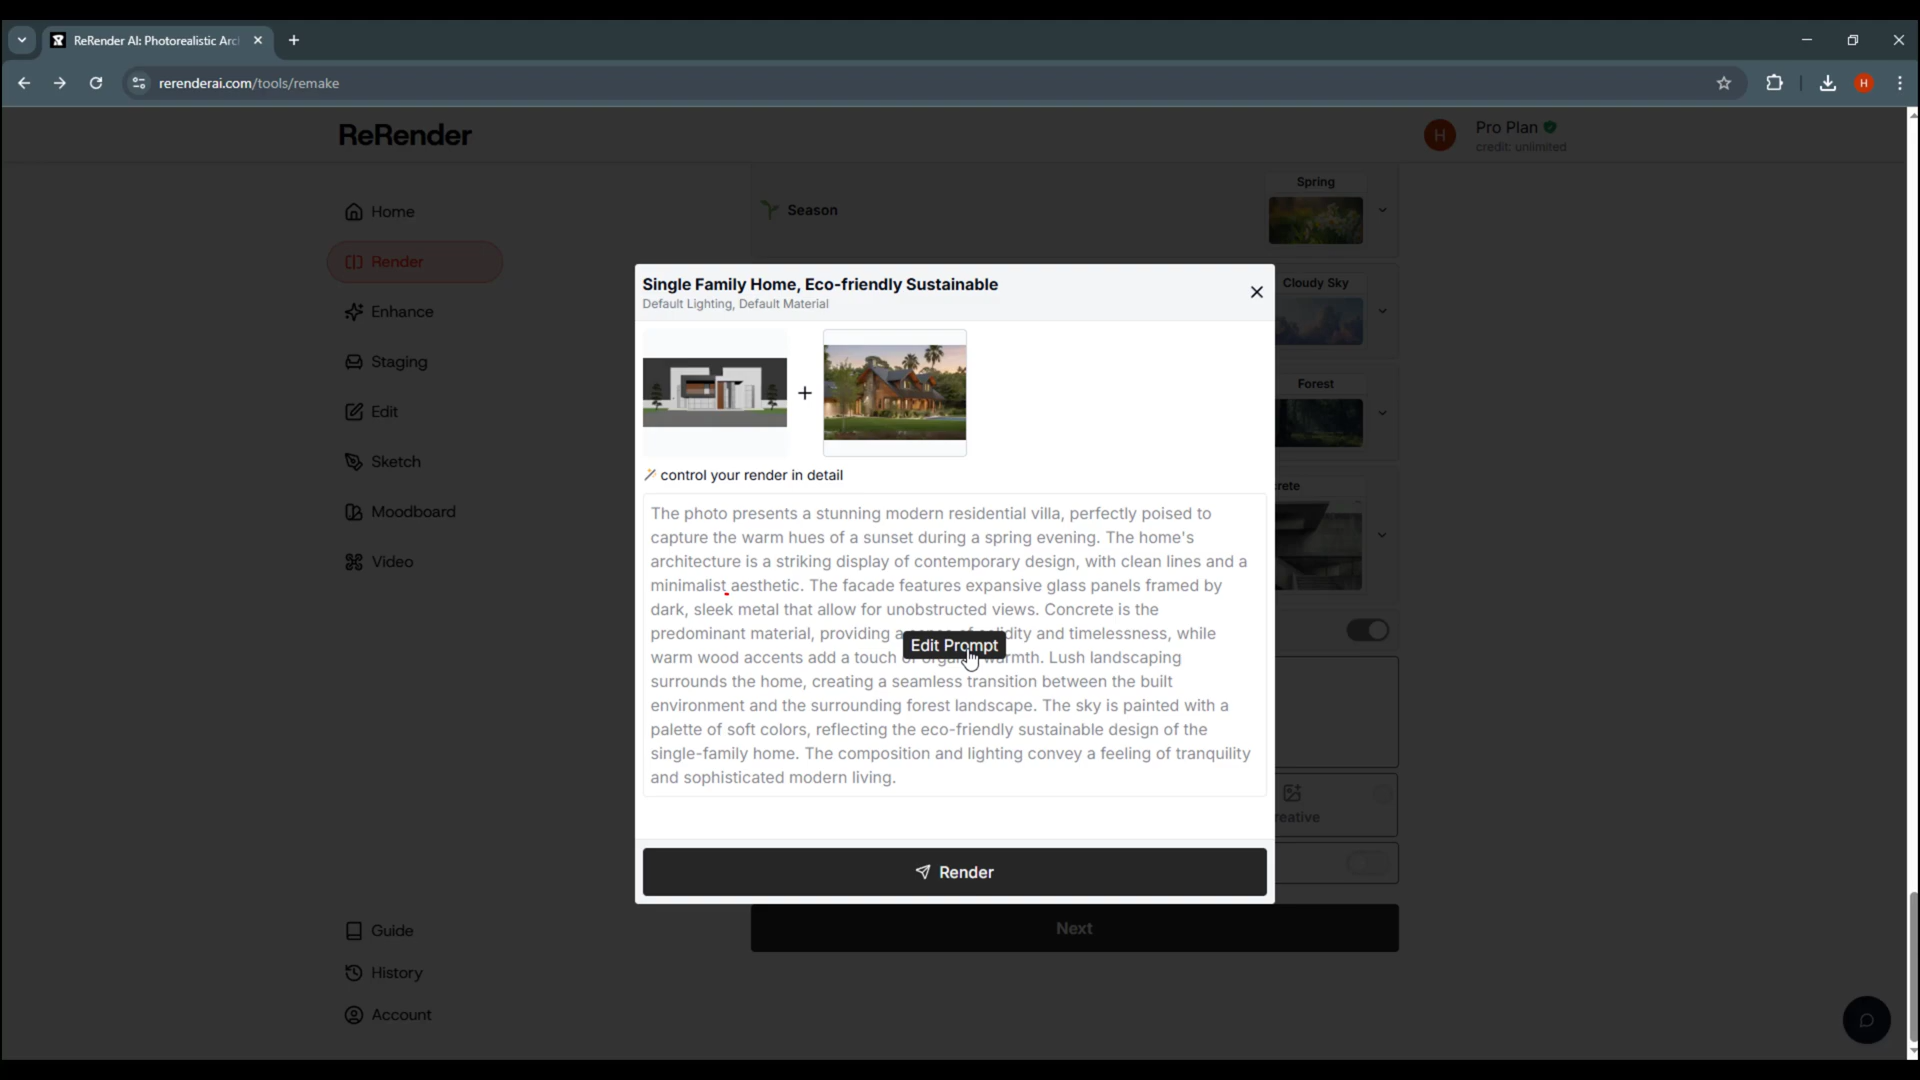 ReRender AI: Photorealistic Arc
rerenderai.com/tools/remake
H
ReRender
H
Pro Plan
credit: unlimited
Home
Render
Enhance
Staging
Edit
Sketch
Moodboard
Video
Guide
History
Account
Season
Spring
Cloudy Sky
Forest
crete
reative
Next
Single Family Home, Eco-friendly Sustainable
Default Lighting, Default Material
+
control your render in detail
The photo presents a stunning modern residential villa, perfectly poised to
capture the warm hues of a sunset during a spring evening. The home's
architecture is a striking display of contemporary design, with clean lines and a
minimalist aesthetic. The facade features expansive glass panels framed by
dark, sleek metal that allow for unobstructed views. Concrete is the
predominant material, providing a sense of solidity and timelessness, while
warm wood accents add a touch of organic warmth. Lush landscaping
surrounds the home, creating a seamless transition between the built
environment and the surrounding forest landscape. The sky is painted with a
palette of soft colors, reflecting the eco-friendly sustainable design of the
single-family home. The composition and lighting convey a feeling of tranquility
and sophisticated modern living.
Edit Prompt
Render